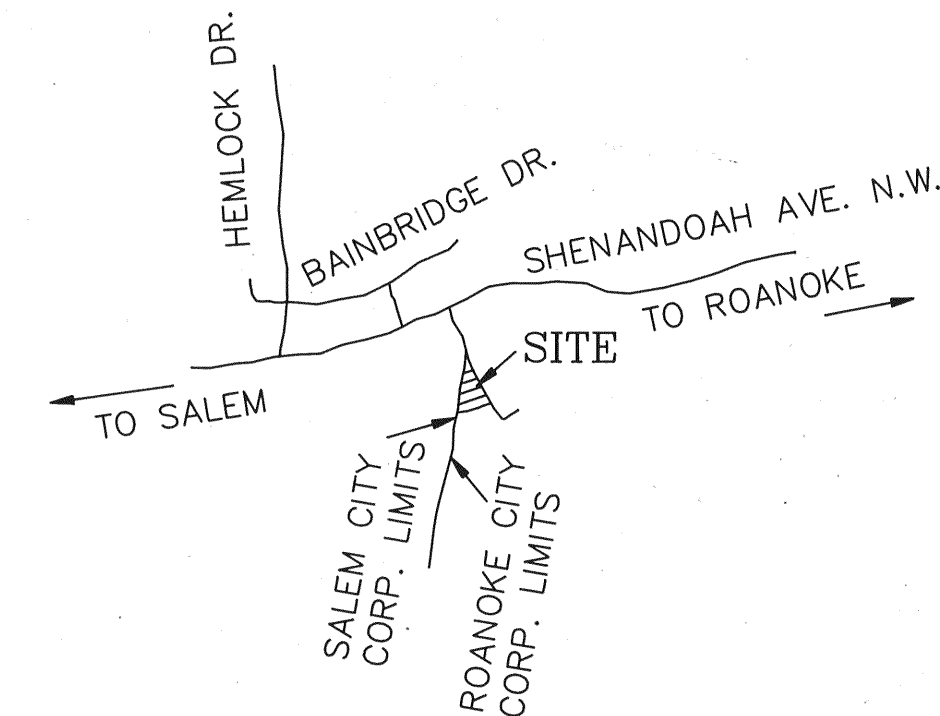 HEMLOCK DR.
BAINBRIDGE DR.
SHENANDOAH AVE. N.W.
TO ROANOKE
SITE
TO SALEM
SALEM CITY
CORP. LIMITS
ROANOKE CITY
CORP. LIMITS